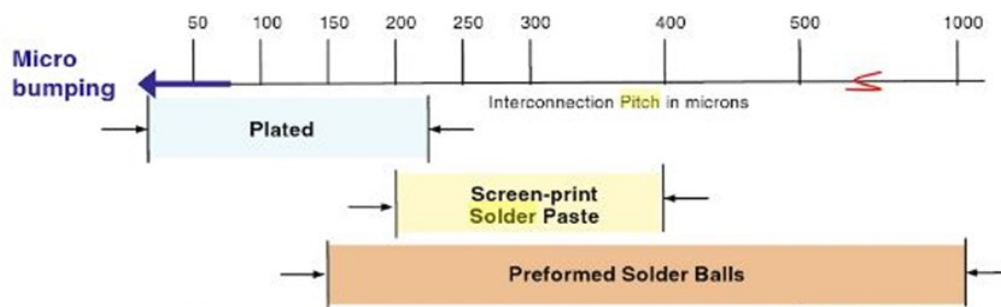 50 100 150 200 250 300 400 500 1000
Micro
bumping
Interconnection Pitch in microns
Plated
Screen-print
Solder Paste
Preformed Solder Balls